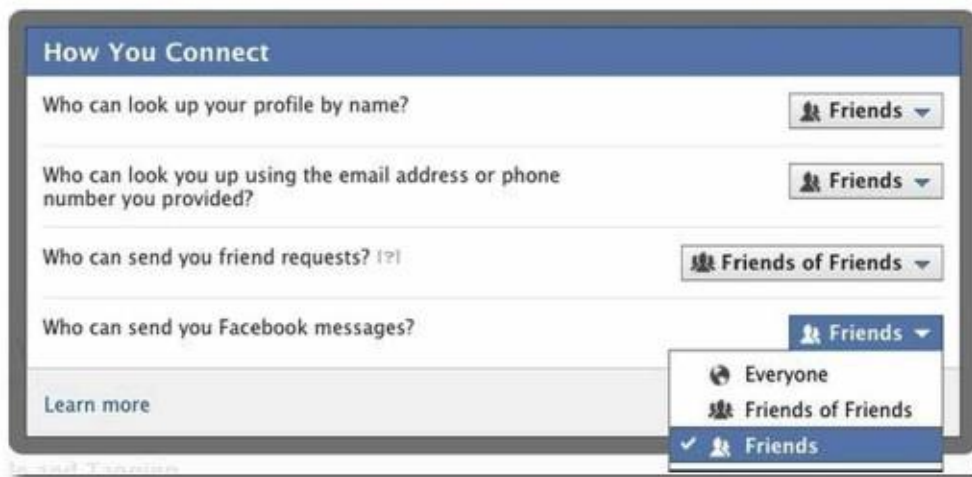 How You Connect
Who can look up your profile by name?
Friends
Who can look you up using the email address or phone
number you provided?
Friends
Who can send you friend requests? [?]
Friends of Friends
Who can send you Facebook messages?
Friends
Everyone
Friends of Friends
Friends
Learn more
and Tagging